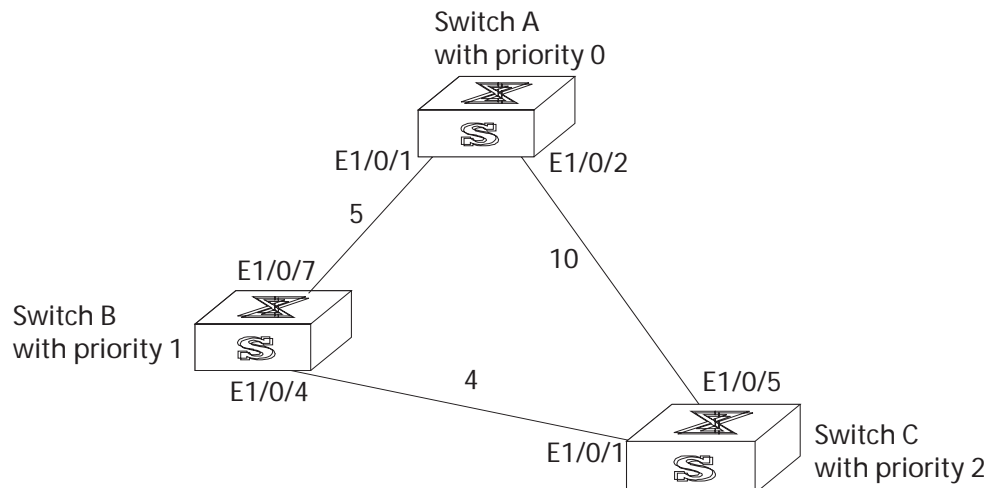 Switch A
with priority 0
S
E1/0/1
E1/0/2
5
10
E1/0/7
Switch B
with priority 1
S
E1/0/4
4
E1/0/5
E1/0/1
S
Switch C
with priority 2